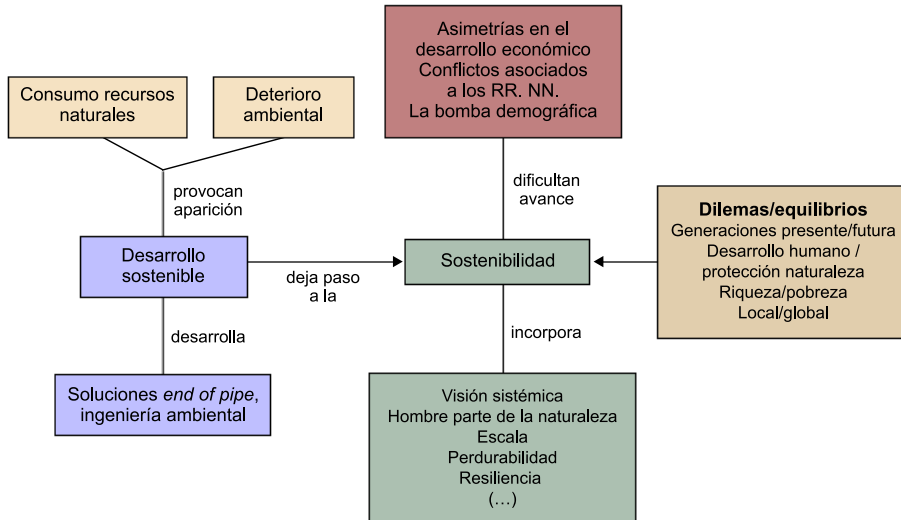 Asimetrías en el
desarrollo económico
Conflictos asociados
a los RR. NN.
La bomba demográfica
Consumo recursos
naturales
Deterioro
ambiental
provocan
aparición
dificultan
avance
Dilemas/equilibrios
Generaciones presente/futura
Desarrollo humano /
protección naturaleza
Riqueza/pobreza
Local/global
Desarrollo
sostenible
deja paso
a la
Sostenibilidad
desarrolla
incorpora
Soluciones end of pipe,
ingeniería ambiental
Visión sistémica
Hombre parte de la naturaleza
Escala
Perdurabilidad
Resiliencia
(…)